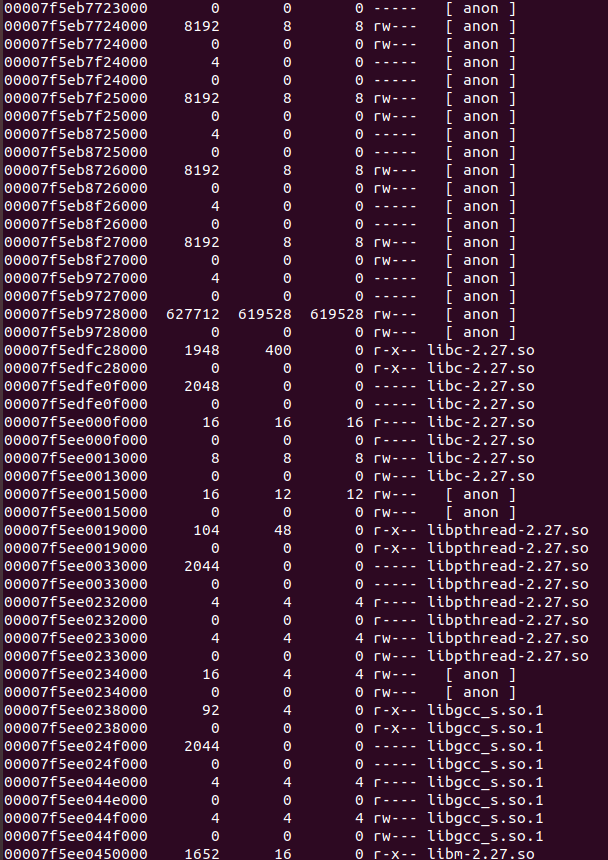 00007f5eb7723000       0       0       0 -----   [ anon ]
00007f5eb7724000    8192       8       8 rw---   [ anon ]
00007f5eb7724000       0       0       0 rw---   [ anon ]
00007f5eb7f24000       4       0       0 -----   [ anon ]
00007f5eb7f24000       0       0       0 -----   [ anon ]
00007f5eb7f25000    8192       8       8 rw---   [ anon ]
00007f5eb7f25000       0       0       0 rw---   [ anon ]
00007f5eb8725000       4       0       0 -----   [ anon ]
00007f5eb8725000       0       0       0 -----   [ anon ]
00007f5eb8726000    8192       8       8 rw---   [ anon ]
00007f5eb8726000       0       0       0 rw---   [ anon ]
00007f5eb8f26000       4       0       0 -----   [ anon ]
00007f5eb8f26000       0       0       0 -----   [ anon ]
00007f5eb8f27000    8192       8       8 rw---   [ anon ]
00007f5eb8f27000       0       0       0 rw---   [ anon ]
00007f5eb9727000       4       0       0 -----   [ anon ]
00007f5eb9727000       0       0       0 -----   [ anon ]
00007f5eb9728000  627712  619528  619528 rw---   [ anon ]
00007f5eb9728000       0       0       0 rw---   [ anon ]
00007f5edfc28000    1948     400       0 r-x-- libc-2.27.so
00007f5edfc28000       0       0       0 r-x-- libc-2.27.so
00007f5edfe0f000    2048       0       0 ----- libc-2.27.so
00007f5edfe0f000       0       0       0 ----- libc-2.27.so
00007f5ee000f000      16      16      16 r---- libc-2.27.so
00007f5ee000f000       0       0       0 r---- libc-2.27.so
00007f5ee0013000       8       8       8 rw--- libc-2.27.so
00007f5ee0013000       0       0       0 rw--- libc-2.27.so
00007f5ee0015000      16      12      12 rw---   [ anon ]
00007f5ee0015000       0       0       0 rw---   [ anon ]
00007f5ee0019000     104      48       0 r-x-- libpthread-2.27.so
00007f5ee0019000       0       0       0 r-x-- libpthread-2.27.so
00007f5ee0033000    2044       0       0 ----- libpthread-2.27.so
00007f5ee0033000       0       0       0 ----- libpthread-2.27.so
00007f5ee0232000       4       4       4 r---- libpthread-2.27.so
00007f5ee0232000       0       0       0 r---- libpthread-2.27.so
00007f5ee0233000       4       4       4 rw--- libpthread-2.27.so
00007f5ee0233000       0       0       0 rw--- libpthread-2.27.so
00007f5ee0234000      16       4       4 rw---   [ anon ]
00007f5ee0234000       0       0       0 rw---   [ anon ]
00007f5ee0238000      92       4       0 r-x-- libgcc_s.so.1
00007f5ee0238000       0       0       0 r-x-- libgcc_s.so.1
00007f5ee024f000    2044       0       0 ----- libgcc_s.so.1
00007f5ee024f000       0       0       0 ----- libgcc_s.so.1
00007f5ee044e000       4       4       4 r---- libgcc_s.so.1
00007f5ee044e000       0       0       0 r---- libgcc_s.so.1
00007f5ee044f000       4       4       4 rw--- libgcc_s.so.1
00007f5ee044f000       0       0       0 rw--- libgcc_s.so.1
00007f5ee0450000    1652      16       0 r-x-- libm-2.27.so